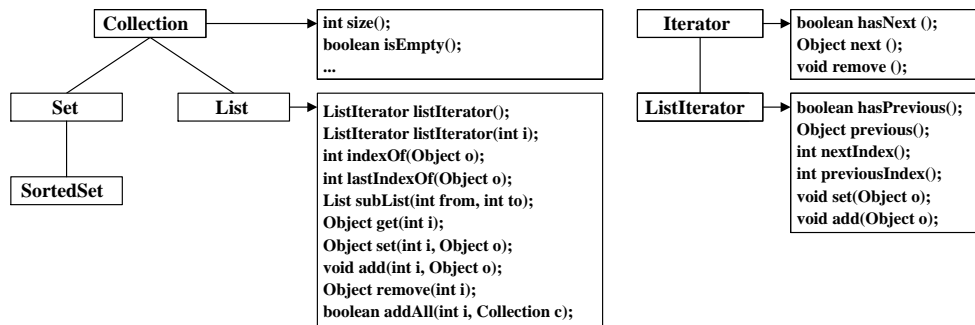 Collection
int size();
boolean isEmpty();
...
Set
List
SortedSet
ListIterator listIterator();
ListIterator listIterator(int i);
int indexOf(Object o);
int lastIndexOf(Object o);
List subList(int from, int to);
Object get(int i);
Object set(int i, Object o);
void add(int i, Object o);
Object remove(int i);
boolean addAll(int i, Collection c);
Iterator
boolean hasNext ();
Object next ();
void remove ();
ListIterator
boolean hasPrevious();
Object previous();
int nextIndex();
int previousIndex();
void set(Object o);
void add(Object o);